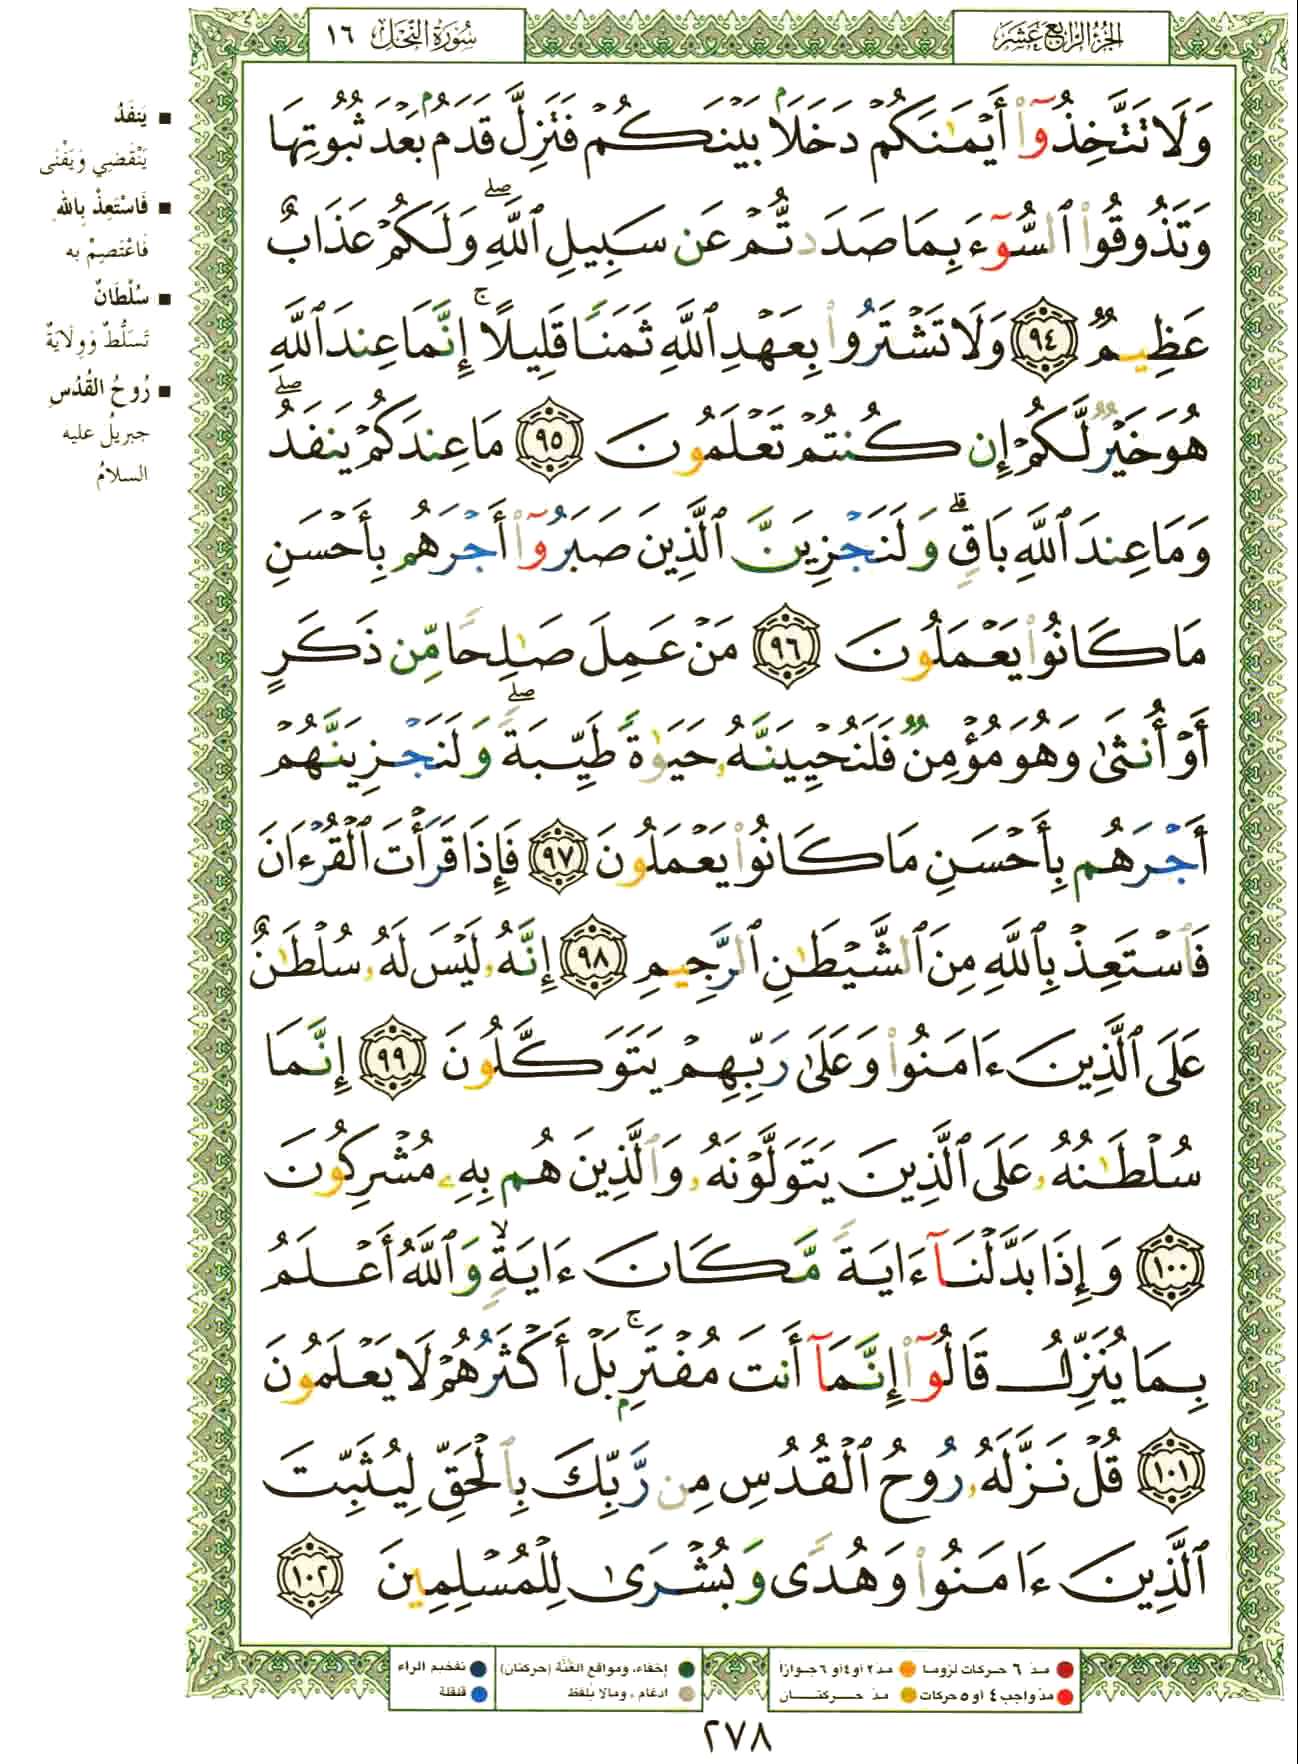 الجزء الرابع عشر
سورة النحل ١٦
وَلَا تَتَّخِذُوٓا۟ أَيْمَـٰنَكُمْ دَخَلًۢا بَيْنَكُمْ فَتَزِلَّ قَدَمٌۢ بَعْدَ ثُبُوتِهَا
وَتَذُوقُوا۟ ٱلسُّوٓءَ بِمَا صَدَدتُّمْ عَن سَبِيلِ ٱللَّهِ ۖ وَلَكُمْ عَذَابٌ
عَظِيمٌ ﴿٩٤﴾ وَلَا تَشْتَرُوا۟ بِعَهْدِ ٱللَّهِ ثَمَنًا قَلِيلًا ۚ إِنَّمَا عِندَ ٱللَّهِ
هُوَ خَيْرٌ لَّكُمْ إِن كُنتُمْ تَعْلَمُونَ ﴿٩٥﴾ مَا عِندَكُمْ يَنفَدُ ۖ
وَمَا عِندَ ٱللَّهِ بَاقٍ ۗ وَلَنَجْزِيَنَّ ٱلَّذِينَ صَبَرُوٓا۟ أَجْرَهُم بِأَحْسَنِ
مَا كَانُوا۟ يَعْمَلُونَ ﴿٩٦﴾ مَنْ عَمِلَ صَـٰلِحًا مِّن ذَكَرٍ
أَوْ أُنثَىٰ وَهُوَ مُؤْمِنٌ فَلَنُحْيِيَنَّهُۥ حَيَوٰةً طَيِّبَةً ۖ وَلَنَجْزِيَنَّهُمْ
أَجْرَهُم بِأَحْسَنِ مَا كَانُوا۟ يَعْمَلُونَ ﴿٩٧﴾ فَإِذَا قَرَأْتَ ٱلْقُرْءَانَ
فَٱسْتَعِذْ بِٱللَّهِ مِنَ ٱلشَّيْطَـٰنِ ٱلرَّجِيمِ ﴿٩٨﴾ إِنَّهُۥ لَيْسَ لَهُۥ سُلْطَـٰنٌ
عَلَى ٱلَّذِينَ ءَامَنُوا۟ وَعَلَىٰ رَبِّهِمْ يَتَوَكَّلُونَ ﴿٩٩﴾ إِنَّمَا
سُلْطَـٰنُهُۥ عَلَى ٱلَّذِينَ يَتَوَلَّوْنَهُۥ وَٱلَّذِينَ هُم بِهِۦ مُشْرِكُونَ
﴿١٠٠﴾ وَإِذَا بَدَّلْنَآ ءَايَةً مَّكَانَ ءَايَةٍ ۙ وَٱللَّهُ أَعْلَمُ
بِمَا يُنَزِّلُ قَالُوٓا۟ إِنَّمَآ أَنتَ مُفْتَرٍۭ ۚ بَلْ أَكْثَرُهُمْ لَا يَعْلَمُونَ
﴿١٠١﴾ قُلْ نَزَّلَهُۥ رُوحُ ٱلْقُدُسِ مِن رَّبِّكَ بِٱلْحَقِّ لِيُثَبِّتَ
ٱلَّذِينَ ءَامَنُوا۟ وَهُدًى وَبُشْرَىٰ لِلْمُسْلِمِينَ ﴿١٠٢﴾
■ يَنفَدُ
يَنْقَضِي وَيَفْنَى
■ فَاسْتَعِذْ بِاللهِ
فَاعْتَصِمْ به
■ سُلْطَانٌ
تَسَلُّطٌ وَوِلَايَةٌ
■ رُوحُ القُدُسِ
جبريلُ عليه
السلامُ
مدّ ٦ حركات لزوماً
مدّ ٢ أو ٤ أو ٦ جوازاً
إخفاء، ومواقع الغُنَّة (حركتان)
تفخيم الراء
مدّ واجب ٤ أو ٥ حركات
مدّ حركتان
ادغام، ومالا يُلفَظ
قلقلة
٢٧٨